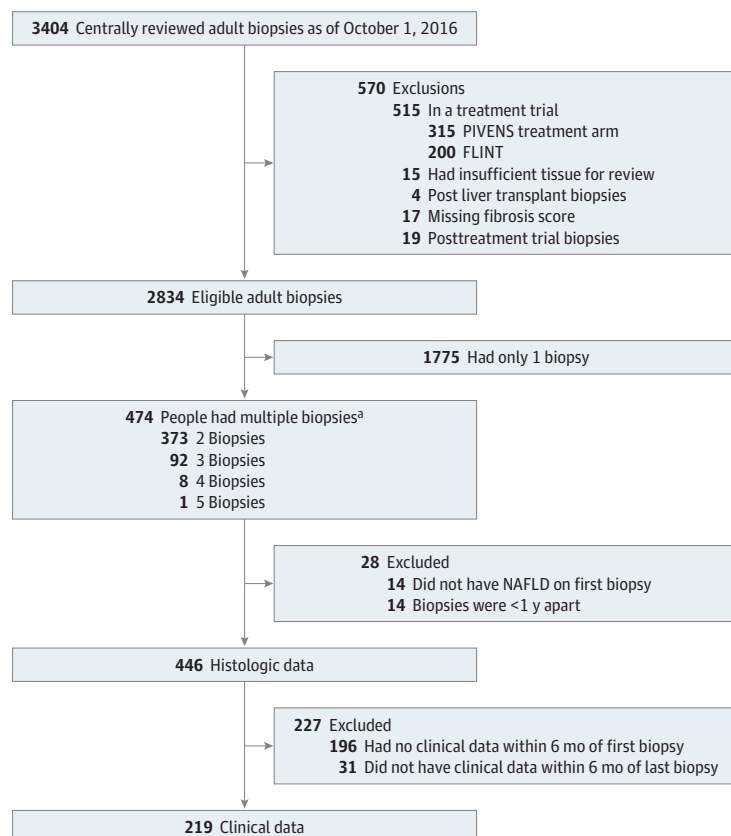 3404 Centrally reviewed adult biopsies as of October 1, 2016
570 Exclusions
515 In a treatment trial
315 PIVENS treatment arm
200 FLINT
15 Had insufficient tissue for review
4 Post liver transplant biopsies
17 Missing fibrosis score
19 Posttreatment trial biopsies
2834 Eligible adult biopsies
1775 Had only 1 biopsy
474 People had multiple biopsiesᵃ
373 2 Biopsies
92 3 Biopsies
8 4 Biopsies
1 5 Biopsies
28 Excluded
14 Did not have NAFLD on first biopsy
14 Biopsies were <1 y apart
446 Histologic data
227 Excluded
196 Had no clinical data within 6 mo of first biopsy
31 Did not have clinical data within 6 mo of last biopsy
219 Clinical data